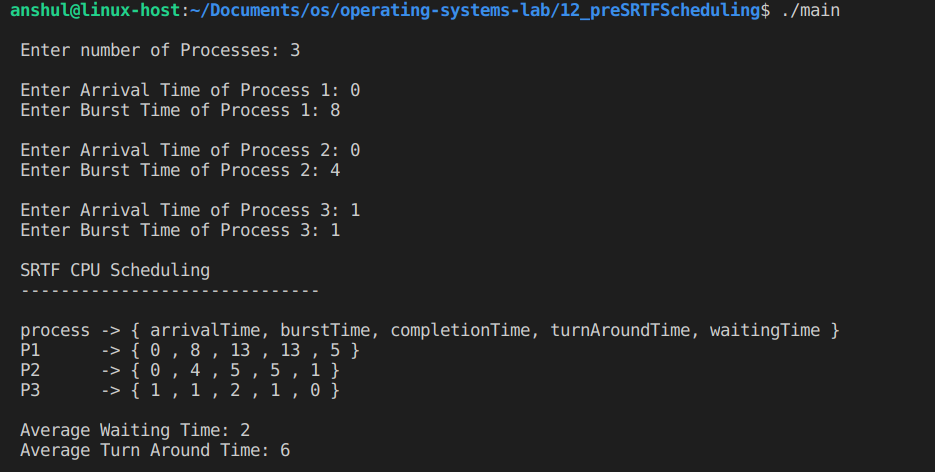 anshul@linux-host:~/Documents/os/operating-systems-lab/12_preSRTFScheduling$ ./main
Enter number of Processes: 3
Enter Arrival Time of Process 1: 0
Enter Burst Time of Process 1: 8
Enter Arrival Time of Process 2: 0
Enter Burst Time of Process 2: 4
Enter Arrival Time of Process 3: 1
Enter Burst Time of Process 3: 1
SRTF CPU Scheduling
------------------------------
process -> { arrivalTime, burstTime, completionTime, turnAroundTime, waitingTime }
P1      -> { 0 , 8 , 13 , 13 , 5 }
P2      -> { 0 , 4 , 5 , 5 , 1 }
P3      -> { 1 , 1 , 2 , 1 , 0 }
Average Waiting Time: 2
Average Turn Around Time: 6